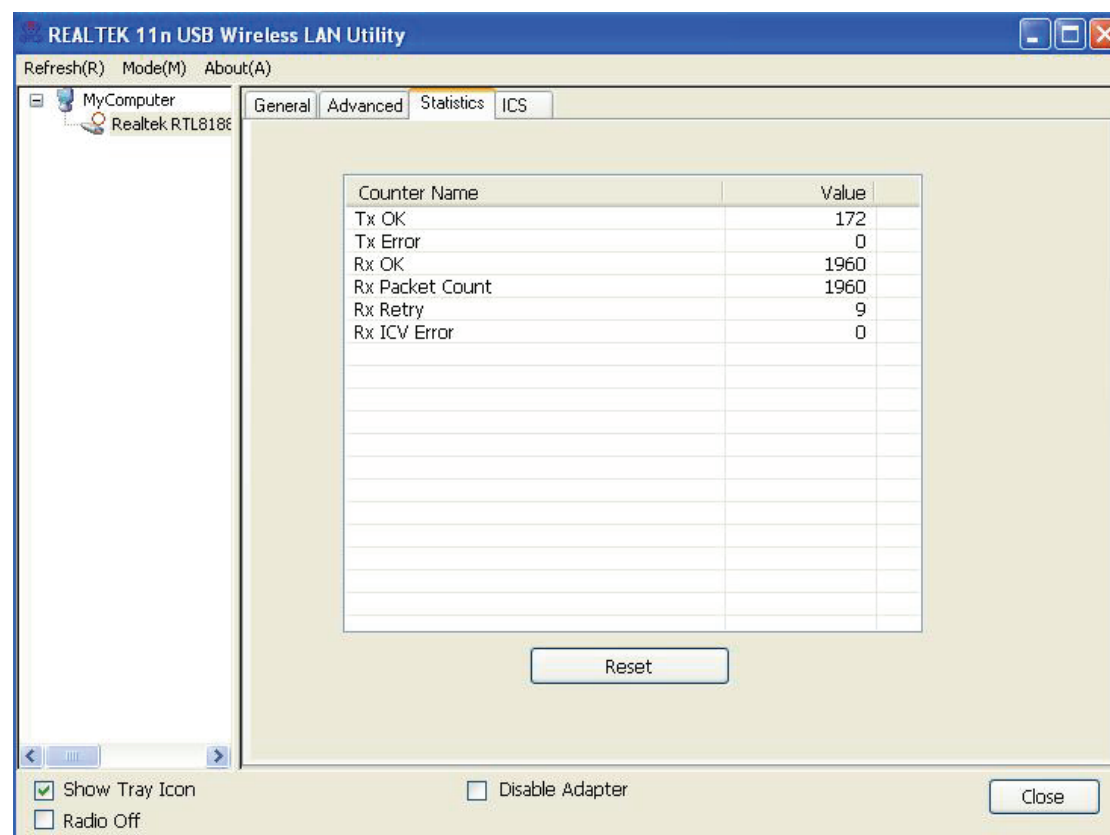 REALTEK 11n USB Wireless LAN Utility
Refresh(R) Mode(M) About(A)
MyComputer
Realtek RTL8188
General Advanced Statistics ICS
Counter Name Value
Tx OK 172
Tx Error 0
Rx OK 1960
Rx Packet Count 1960
Rx Retry 9
Rx ICV Error 0
Reset
Show Tray Icon Disable Adapter
Radio Off
Close